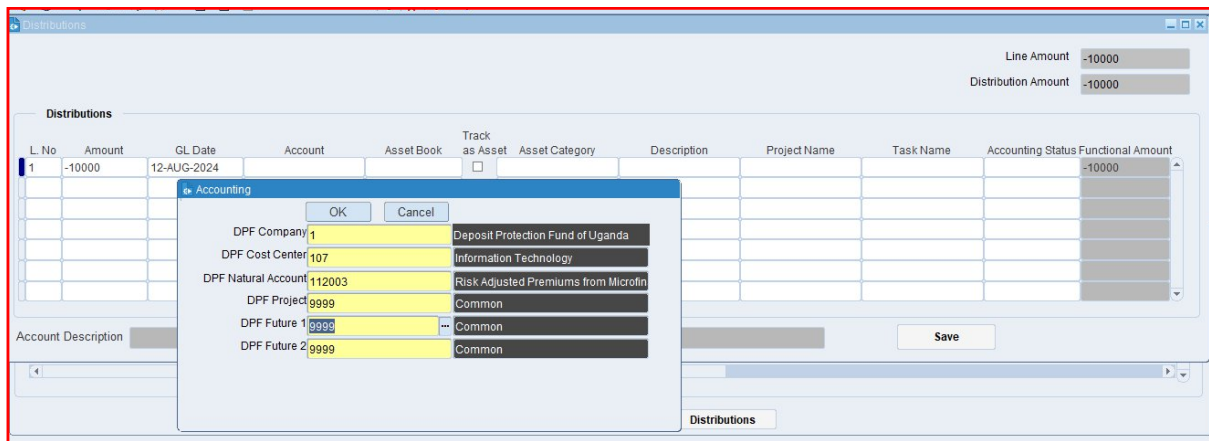 Distributions
Line Amount -10000
Distribution Amount -10000
Distributions
L. No Amount GL Date Account Asset Book Track as Asset Asset Category Description Project Name Task Name Accounting Status Functional Amount
1 -10000 12-AUG-2024 -10000
Accounting
OK Cancel
DPF Company 1 Deposit Protection Fund of Uganda
DPF Cost Center 107 Information Technology
DPF Natural Account 112003 Risk Adjusted Premiums from Microfin
DPF Project 9999 Common
DPF Future 1 9999 ... Common
DPF Future 2 9999 Common
Account Description Save
Distributions